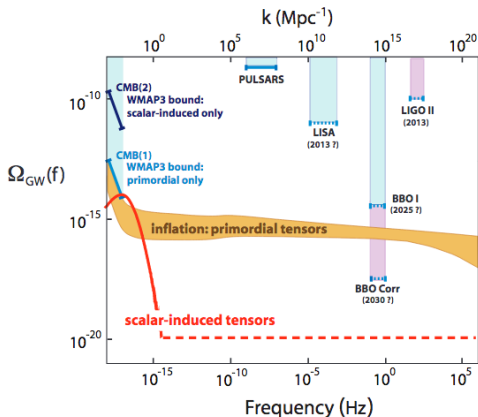 k (Mpc⁻¹)
10⁰ 10⁵ 10¹⁰ 10¹⁵ 10²⁰
CMB(2)
WMAP3 bound:
scalar-induced only
PULSARS
LIGO II
(2013)
LISA
(2013 ?)
10⁻¹⁰
CMB(1)
WMAP3 bound:
primordial only
Ω_GW(f)
BBO I
(2025 ?)
10⁻¹⁵
inflation: primordial tensors
BBO Corr
(2030 ?)
scalar-induced tensors
10⁻²⁰
10⁻¹⁵ 10⁻¹⁰ 10⁻⁵ 10⁰ 10⁵
Frequency (Hz)